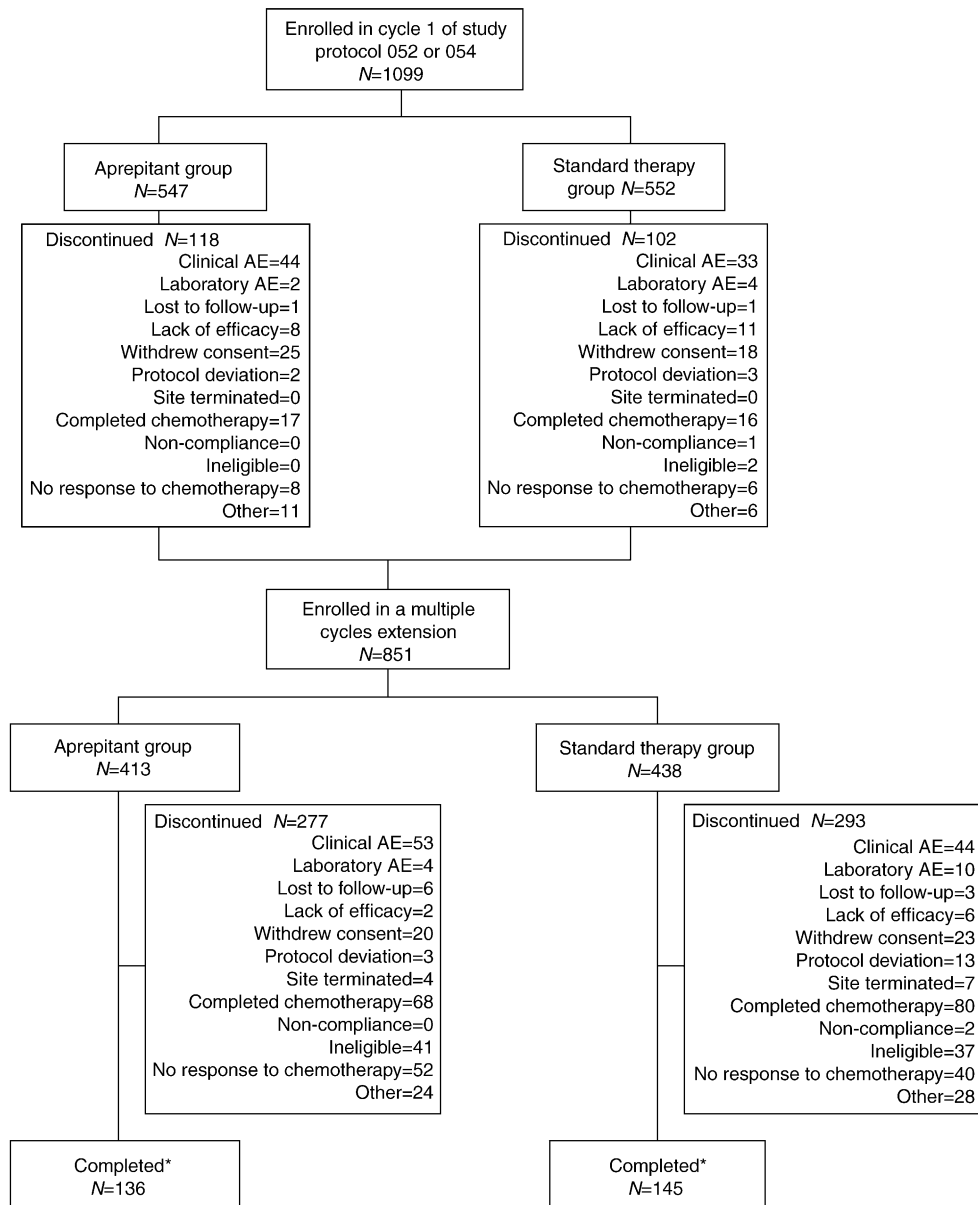 Enrolled in cycle 1 of study
protocol 052 or 054
N=1099
Aprepitant group
N=547
Standard therapy
group N=552
Discontinued N=118
Clinical AE=44
Laboratory AE=2
Lost to follow-up=1
Lack of efficacy=8
Withdrew consent=25
Protocol deviation=2
Site terminated=0
Completed chemotherapy=17
Non-compliance=0
Ineligible=0
No response to chemotherapy=8
Other=11
Discontinued N=102
Clinical AE=33
Laboratory AE=4
Lost to follow-up=1
Lack of efficacy=11
Withdrew consent=18
Protocol deviation=3
Site terminated=0
Completed chemotherapy=16
Non-compliance=1
Ineligible=2
No response to chemotherapy=6
Other=6
Enrolled in a multiple
cycles extension
N=851
Aprepitant group
N=413
Standard therapy group
N=438
Discontinued N=277
Clinical AE=53
Laboratory AE=4
Lost to follow-up=6
Lack of efficacy=2
Withdrew consent=20
Protocol deviation=3
Site terminated=4
Completed chemotherapy=68
Non-compliance=0
Ineligible=41
No response to chemotherapy=52
Other=24
Discontinued N=293
Clinical AE=44
Laboratory AE=10
Lost to follow-up=3
Lack of efficacy=6
Withdrew consent=23
Protocol deviation=13
Site terminated=7
Completed chemotherapy=80
Non-compliance=2
Ineligible=37
No response to chemotherapy=40
Other=28
Completed*
N=136
Completed*
N=145